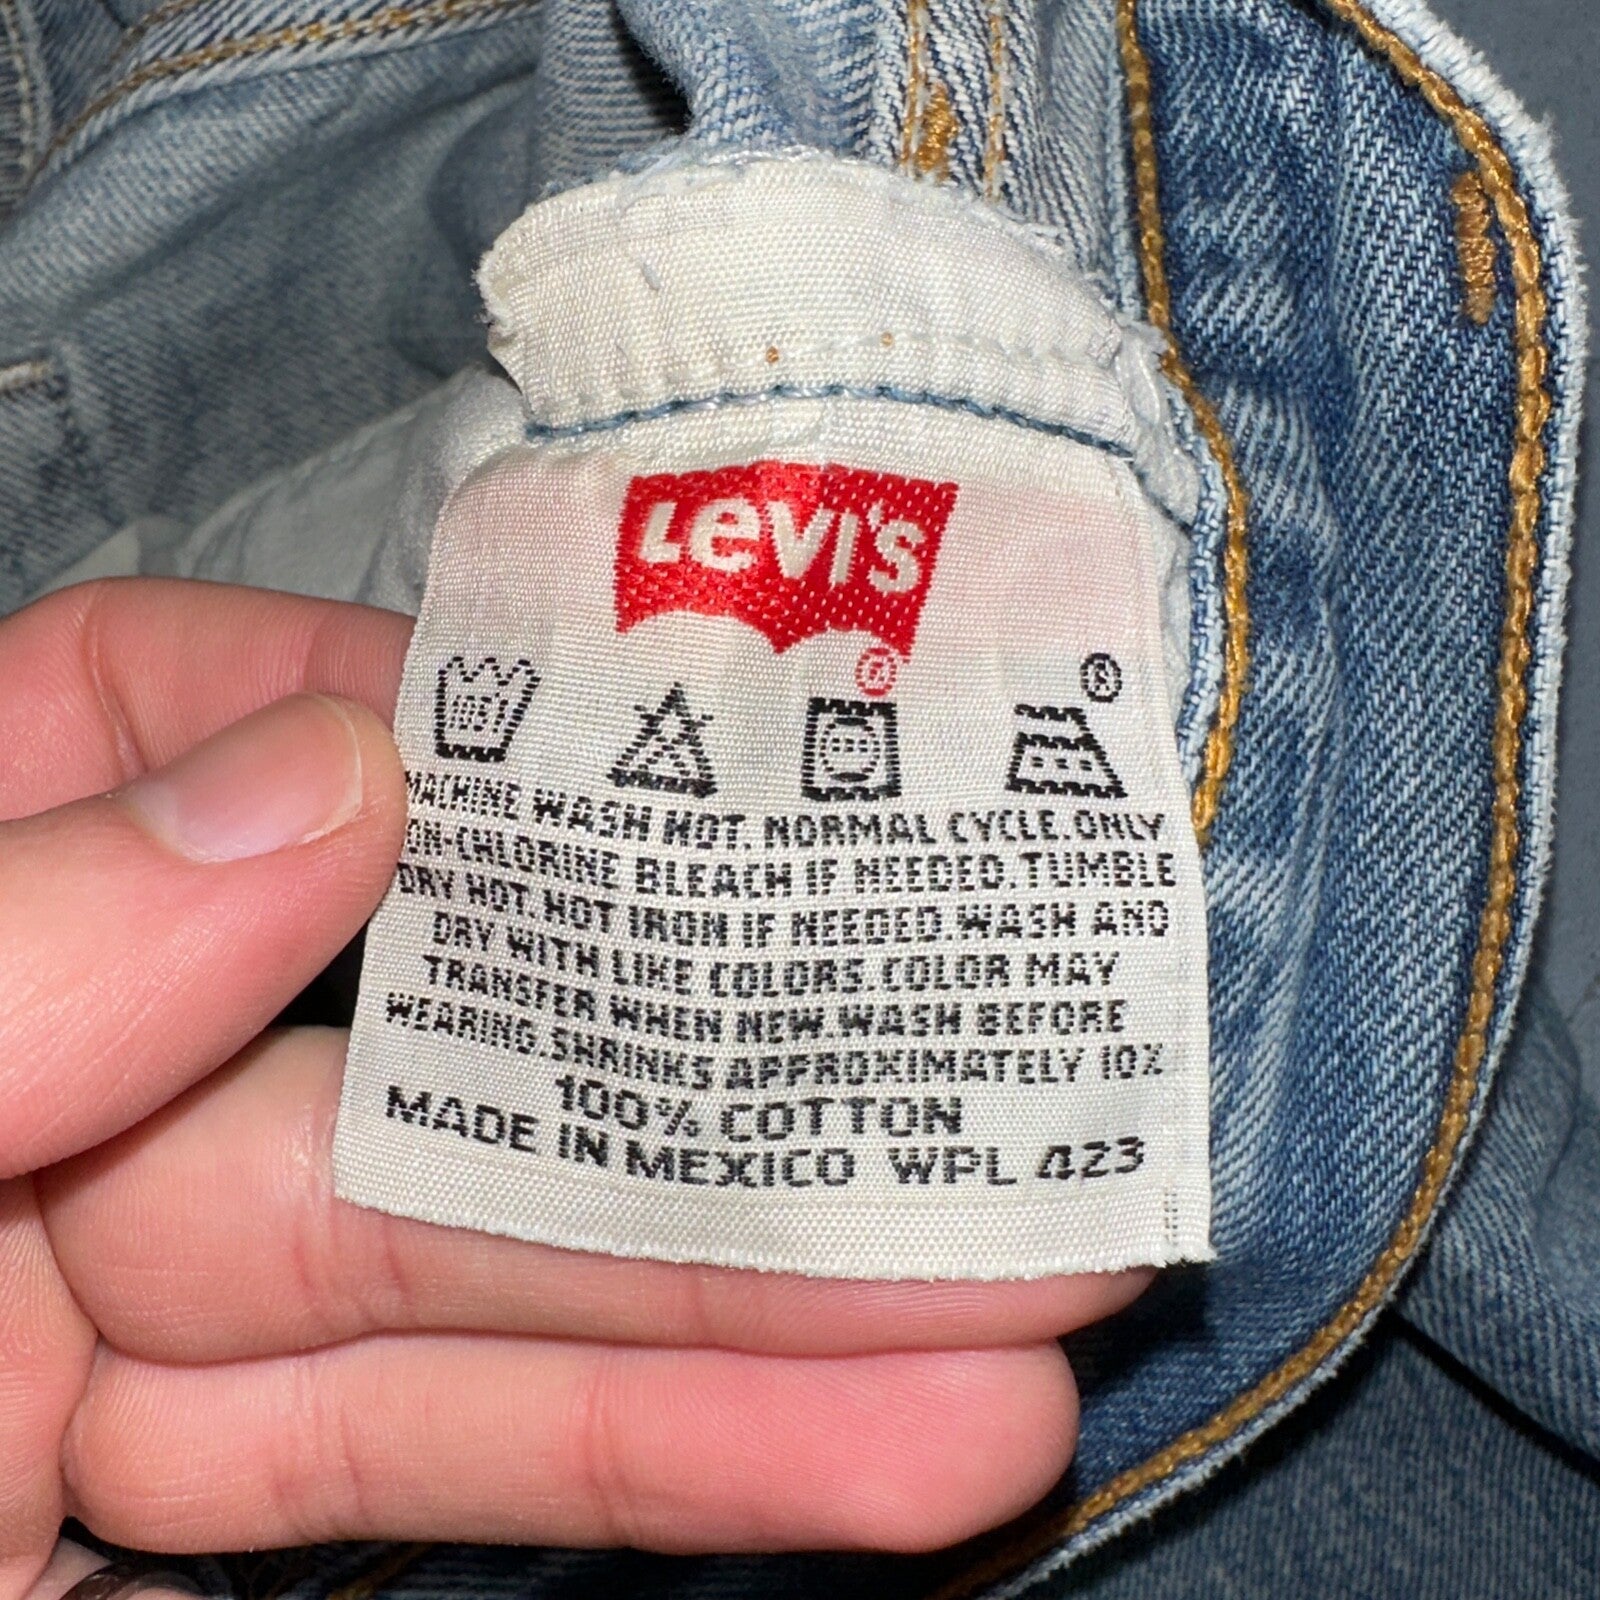 LEVI'S
®
®
105
MACHINE WASH HOT. NORMAL CYCLE. ONLY
NON-CHLORINE BLEACH IF NEEDED. TUMBLE
DRY HOT. HOT IRON IF NEEDED. WASH AND
DRY WITH LIKE COLORS. COLOR MAY
TRANSFER WHEN NEW. WASH BEFORE
WEARING. SHRINKS APPROXIMATELY 10%
100% COTTON
MADE IN MEXICO WPL 423